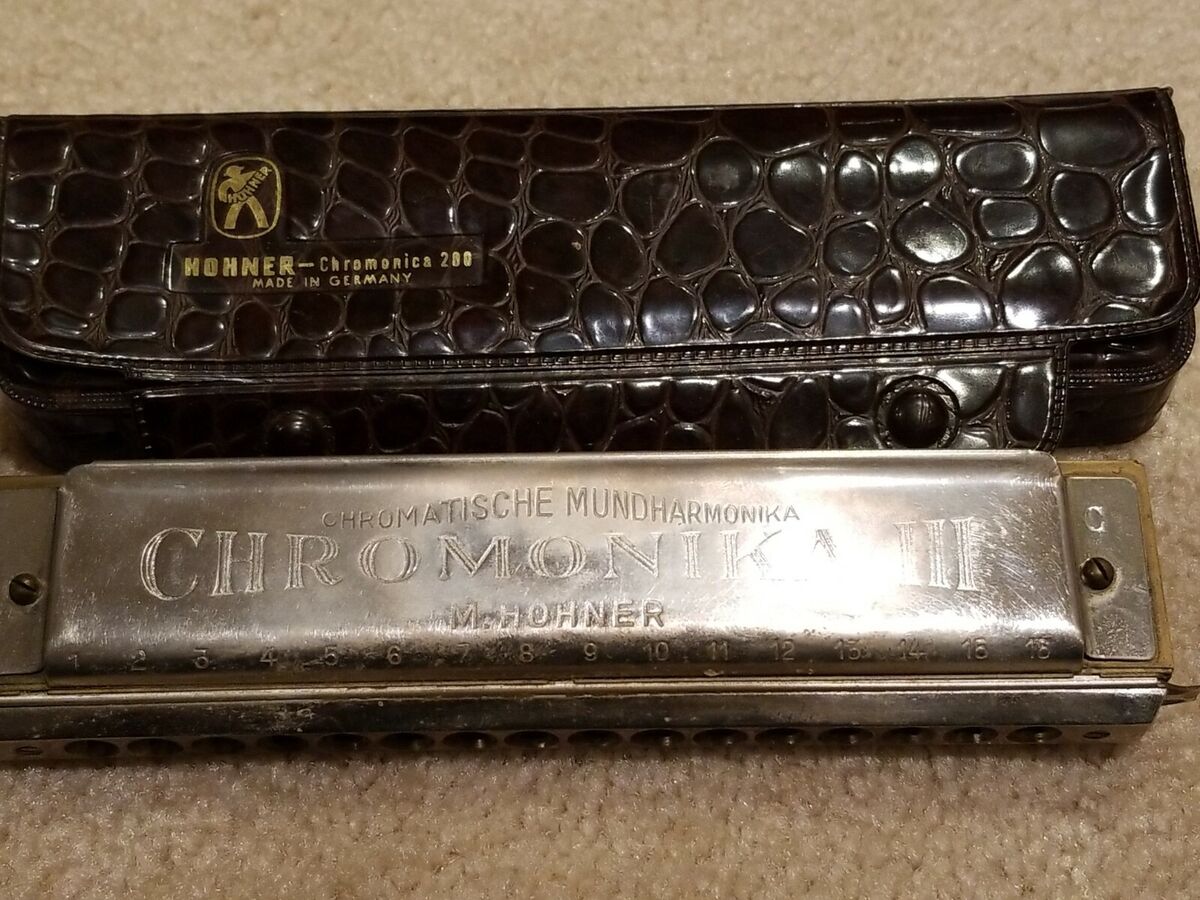 HOHNER
HOHNER-Chromonica 260
MADE IN GERMANY
CHROMATISCHE MUNDHARMONIKA
CHROMONIKA III
C
M. HOHNER
1 2 3 4 5 6 7 8 9 10 11 12 13 14 15 16